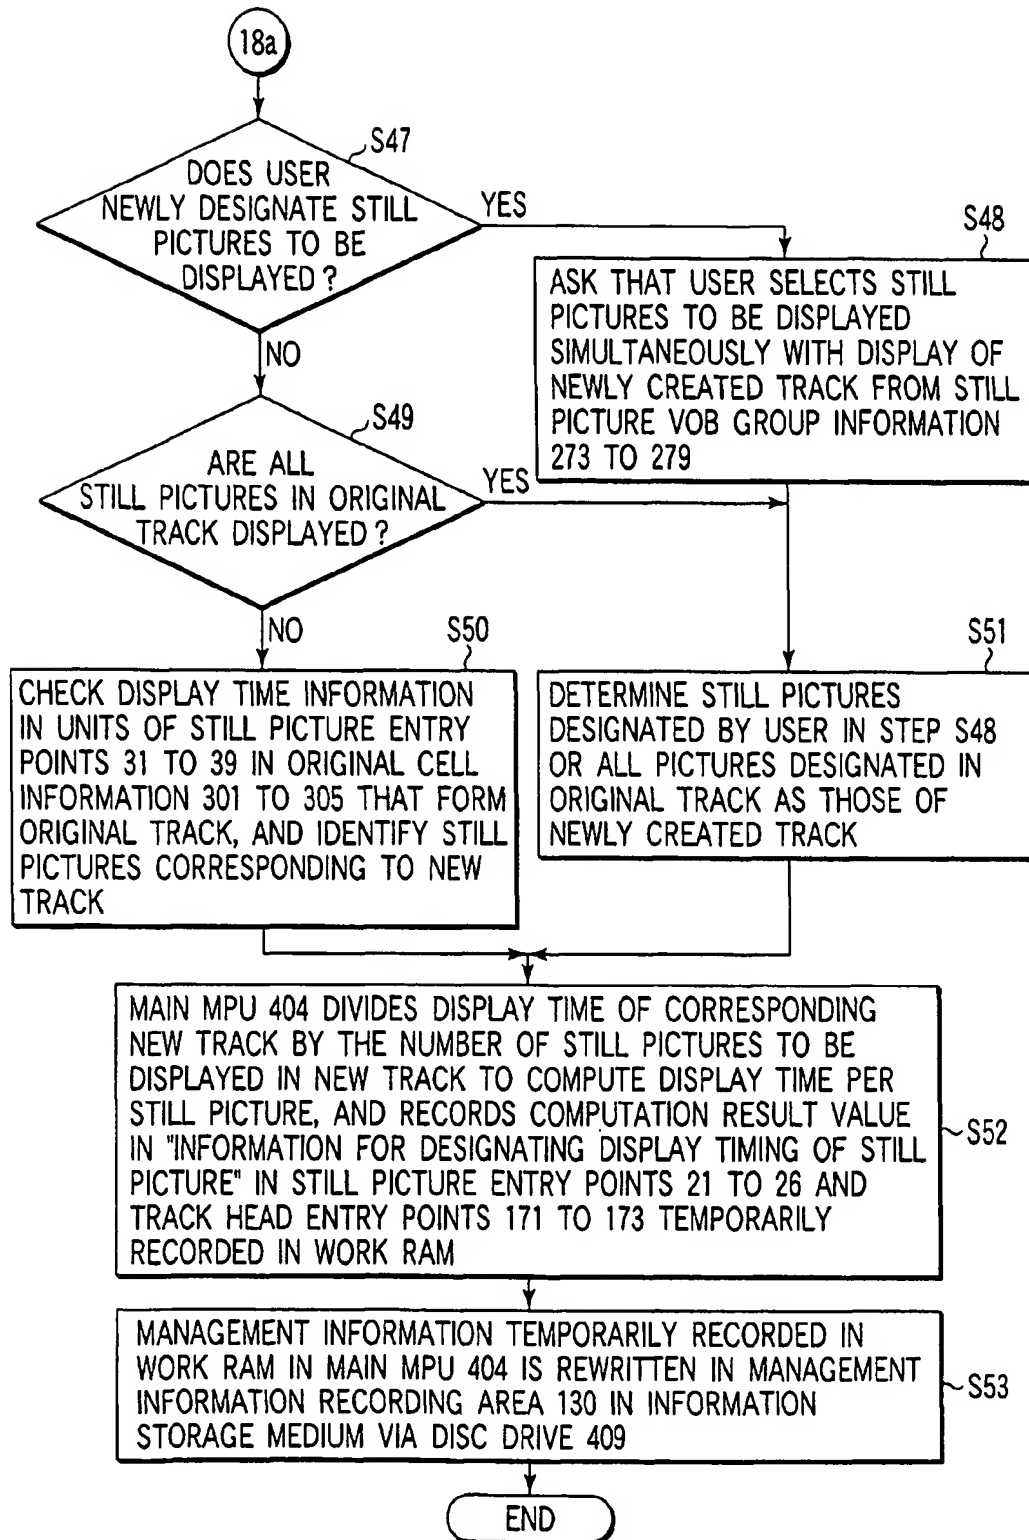 18a
S47
DOES USER
NEWLY DESIGNATE STILL
PICTURES TO BE
DISPLAYED?
YES
NO
S48
ASK THAT USER SELECTS STILL
PICTURES TO BE DISPLAYED
SIMULTANEOUSLY WITH DISPLAY OF
NEWLY CREATED TRACK FROM STILL
PICTURE VOB GROUP INFORMATION
273 TO 279
S49
ARE ALL
STILL PICTURES IN ORIGINAL
TRACK DISPLAYED?
YES
NO
S50
CHECK DISPLAY TIME INFORMATION
IN UNITS OF STILL PICTURE ENTRY
POINTS 31 TO 39 IN ORIGINAL CELL
INFORMATION 301 TO 305 THAT FORM
ORIGINAL TRACK, AND IDENTIFY STILL
PICTURES CORRESPONDING TO NEW
TRACK
S51
DETERMINE STILL PICTURES
DESIGNATED BY USER IN STEP S48
OR ALL PICTURES DESIGNATED IN
ORIGINAL TRACK AS THOSE OF
NEWLY CREATED TRACK
MAIN MPU 404 DIVIDES DISPLAY TIME OF CORRESPONDING
NEW TRACK BY THE NUMBER OF STILL PICTURES TO BE
DISPLAYED IN NEW TRACK TO COMPUTE DISPLAY TIME PER
STILL PICTURE, AND RECORDS COMPUTATION RESULT VALUE
IN "INFORMATION FOR DESIGNATING DISPLAY TIMING OF STILL
PICTURE" IN STILL PICTURE ENTRY POINTS 21 TO 26 AND
TRACK HEAD ENTRY POINTS 171 TO 173 TEMPORARILY
RECORDED IN WORK RAM
S52
MANAGEMENT INFORMATION TEMPORARILY RECORDED IN
WORK RAM IN MAIN MPU 404 IS REWRITTEN IN MANAGEMENT
INFORMATION RECORDING AREA 130 IN INFORMATION
STORAGE MEDIUM VIA DISC DRIVE 409
S53
END